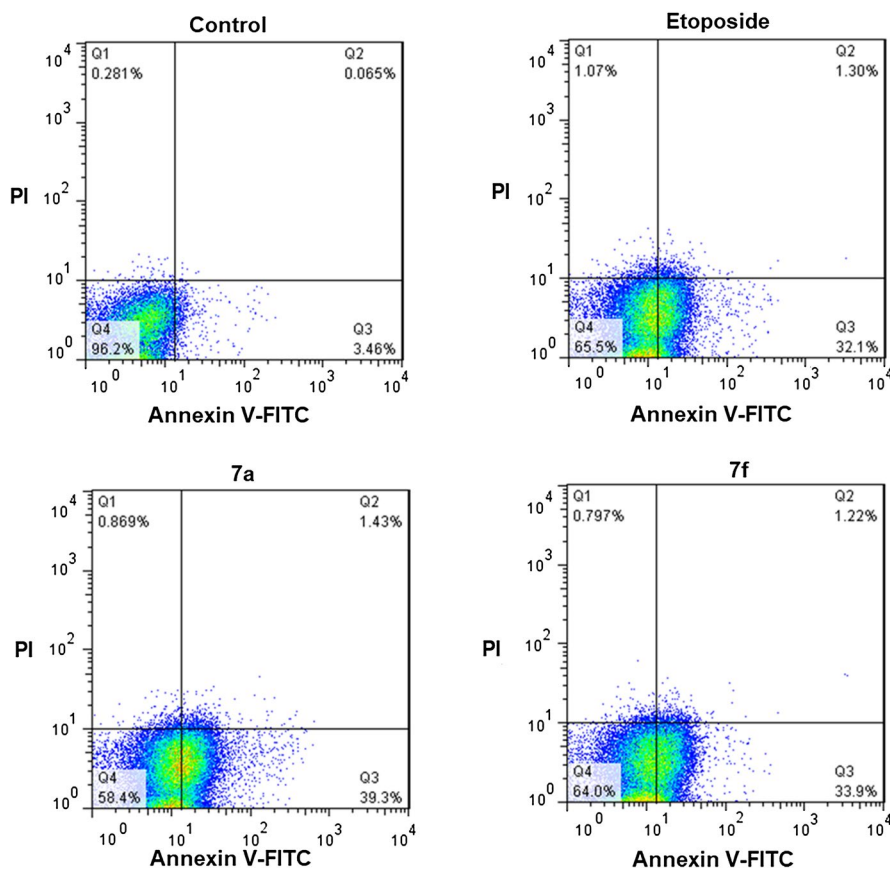 Control
Q1
0.281%
Q2
0.065%
10^4
10^3
10^2
10^1
10^0
PI
Q4
96.2%
Q3
3.46%
10^0 10^1 10^2 10^3 10^4
Annexin V-FITC
Etoposide
Q1
1.07%
Q2
1.30%
10^4
10^3
10^2
10^1
10^0
PI
Q4
65.5%
Q3
32.1%
10^0 10^1 10^2 10^3 10^4
Annexin V-FITC
7a
Q1
0.869%
Q2
1.43%
10^4
10^3
10^2
10^1
10^0
PI
Q4
58.4%
Q3
39.3%
10^0 10^1 10^2 10^3 10^4
Annexin V-FITC
7f
Q1
0.797%
Q2
1.22%
10^4
10^3
10^2
10^1
10^0
PI
Q4
64.0%
Q3
33.9%
10^0 10^1 10^2 10^3 10^4
Annexin V-FITC